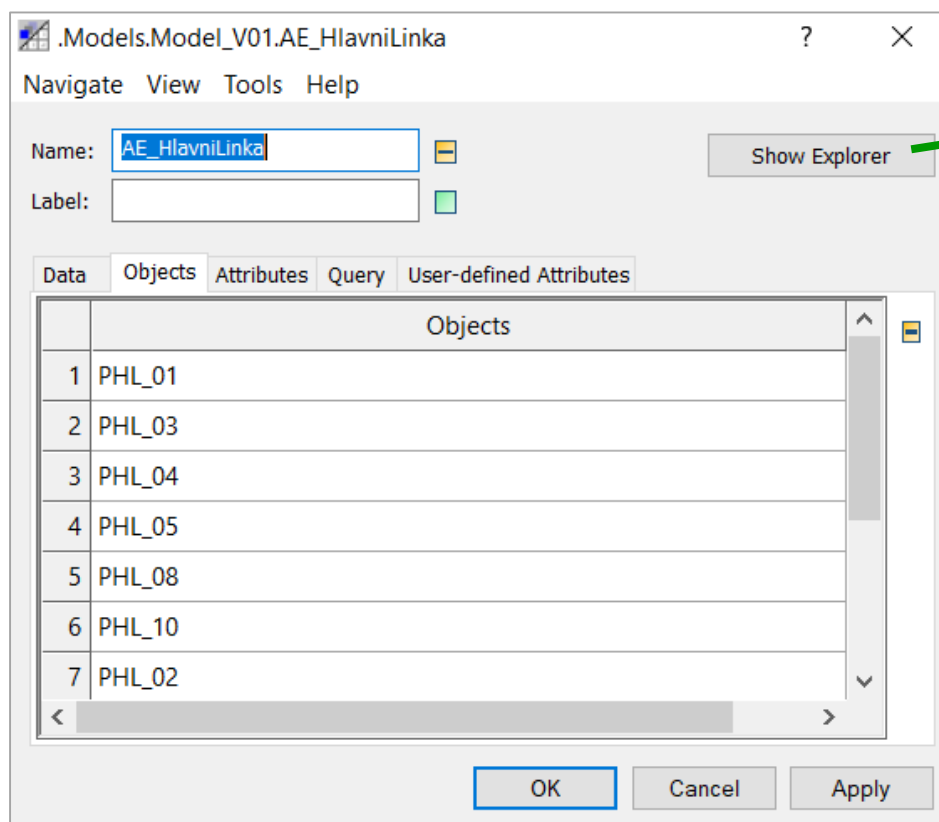 .Models.Model_V01.AE_HlavniLinka ?
Navigate View Tools Help
Name: AE_HlavniLinka Show Explorer
Label:
Data Objects Attributes Query User-defined Attributes
Objects
1 PHL_01
2 PHL_03
3 PHL_04
4 PHL_05
5 PHL_08
6 PHL_10
7 PHL_02
OK Cancel Apply